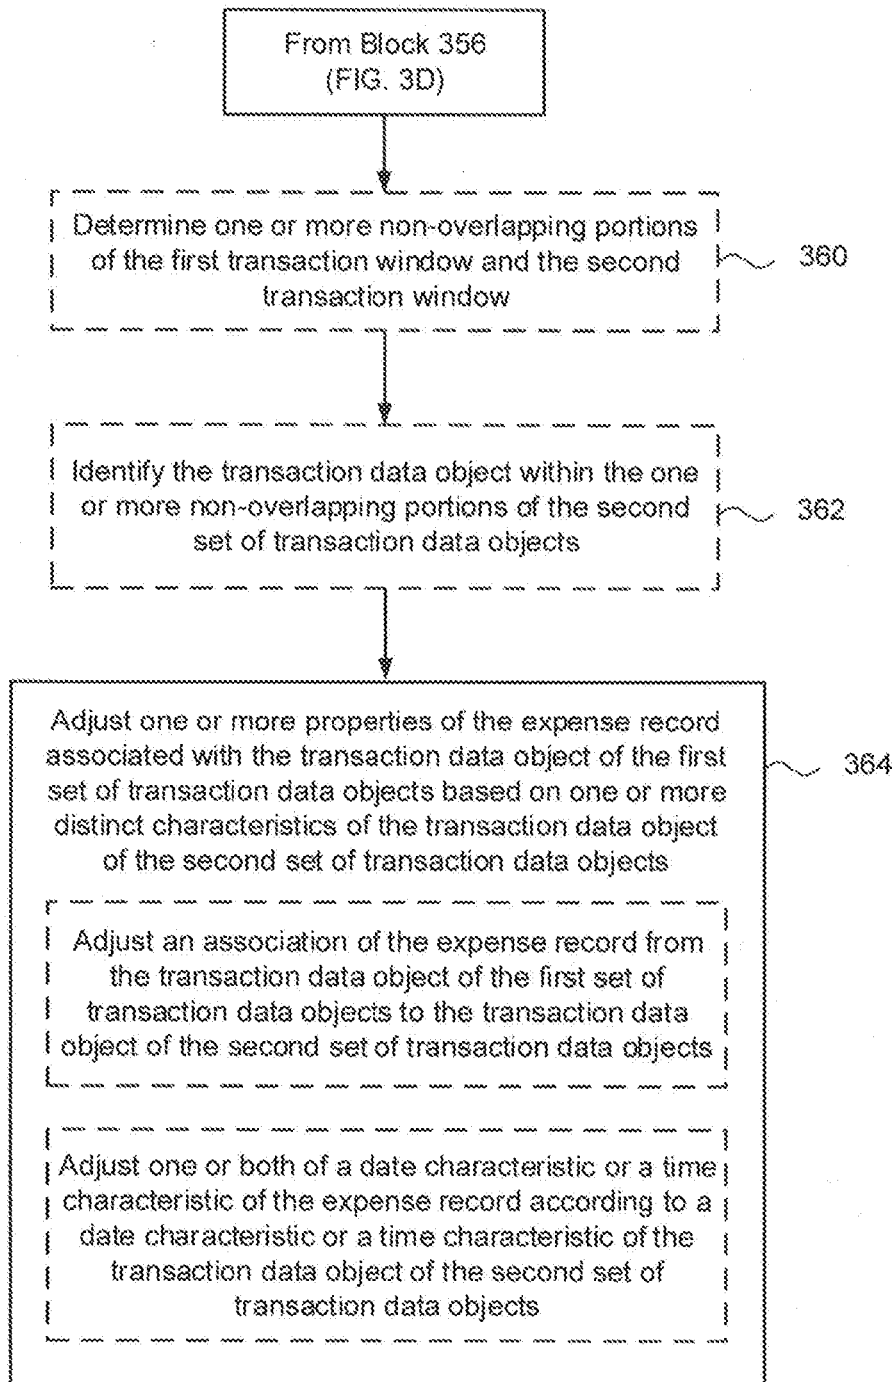 From Block 356
(FIG. 3D)
Determine one or more non-overlapping portions
of the first transaction window and the second
transaction window
360
Identify the transaction data object within the one
or more non-overlapping portions of the second
set of transaction data objects
362
Adjust one or more properties of the expense record
associated with the transaction data object of the first
set of transaction data objects based on one or more
distinct characteristics of the transaction data object
of the second set of transaction data objects
364
Adjust an association of the expense record from
the transaction data object of the first set of
transaction data objects to the transaction data
object of the second set of transaction data objects
Adjust one or both of a date characteristic or a time
characteristic of the expense record according to a
date characteristic or a time characteristic of the
transaction data object of the second set of
transaction data objects